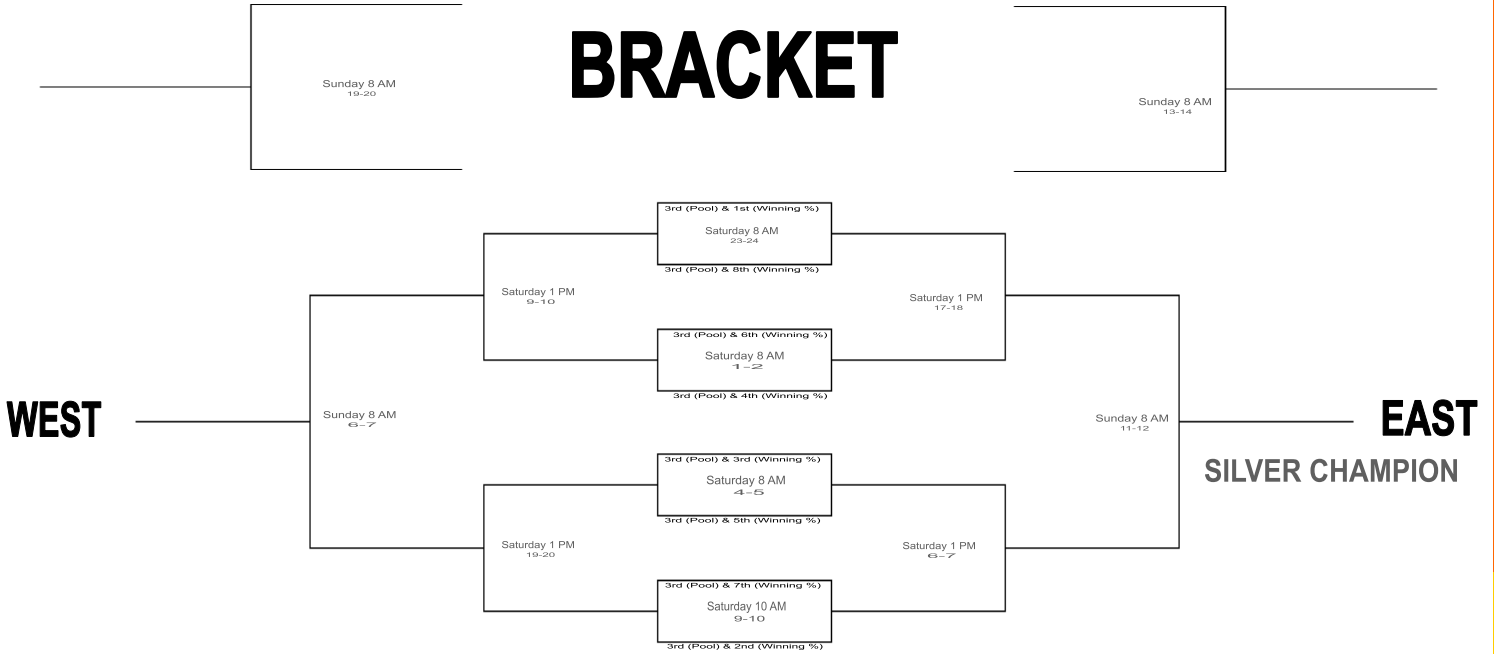 BRACKET
Sunday 8 AM
19-20
Sunday 8 AM
13-14
3rd (Pool) & 1st (Winning %)
Saturday 8 AM
23-24
3rd (Pool) & 8th (Winning %)
Saturday 1 PM
9-10
Saturday 1 PM
17-18
3rd (Pool) & 6th (Winning %)
Saturday 8 AM
1-2
3rd (Pool) & 4th (Winning %)
WEST
Sunday 8 AM
6-7
Sunday 8 AM
11-12
EAST
SILVER CHAMPION
3rd (Pool) & 3rd (Winning %)
Saturday 8 AM
4-5
3rd (Pool) & 5th (Winning %)
Saturday 1 PM
19-20
Saturday 1 PM
6-7
3rd (Pool) & 7th (Winning %)
Saturday 10 AM
9-10
3rd (Pool) & 2nd (Winning %)